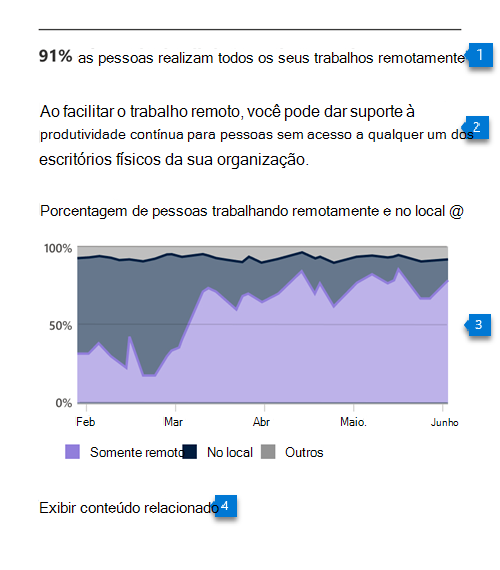 91% as pessoas realizam todos os seus trabalhos remotamente 1
Ao facilitar o trabalho remoto, você pode dar suporte à
produtividade contínua para pessoas sem acesso a qualquer um dos 2
escritórios físicos da sua organização.
Porcentagem de pessoas trabalhando remotamente e no local @
100%
50%
3
0%
Feb Mar Abr Maio. Junho
Somente remoto No local Outros
Exibir conteúdo relacionado 4